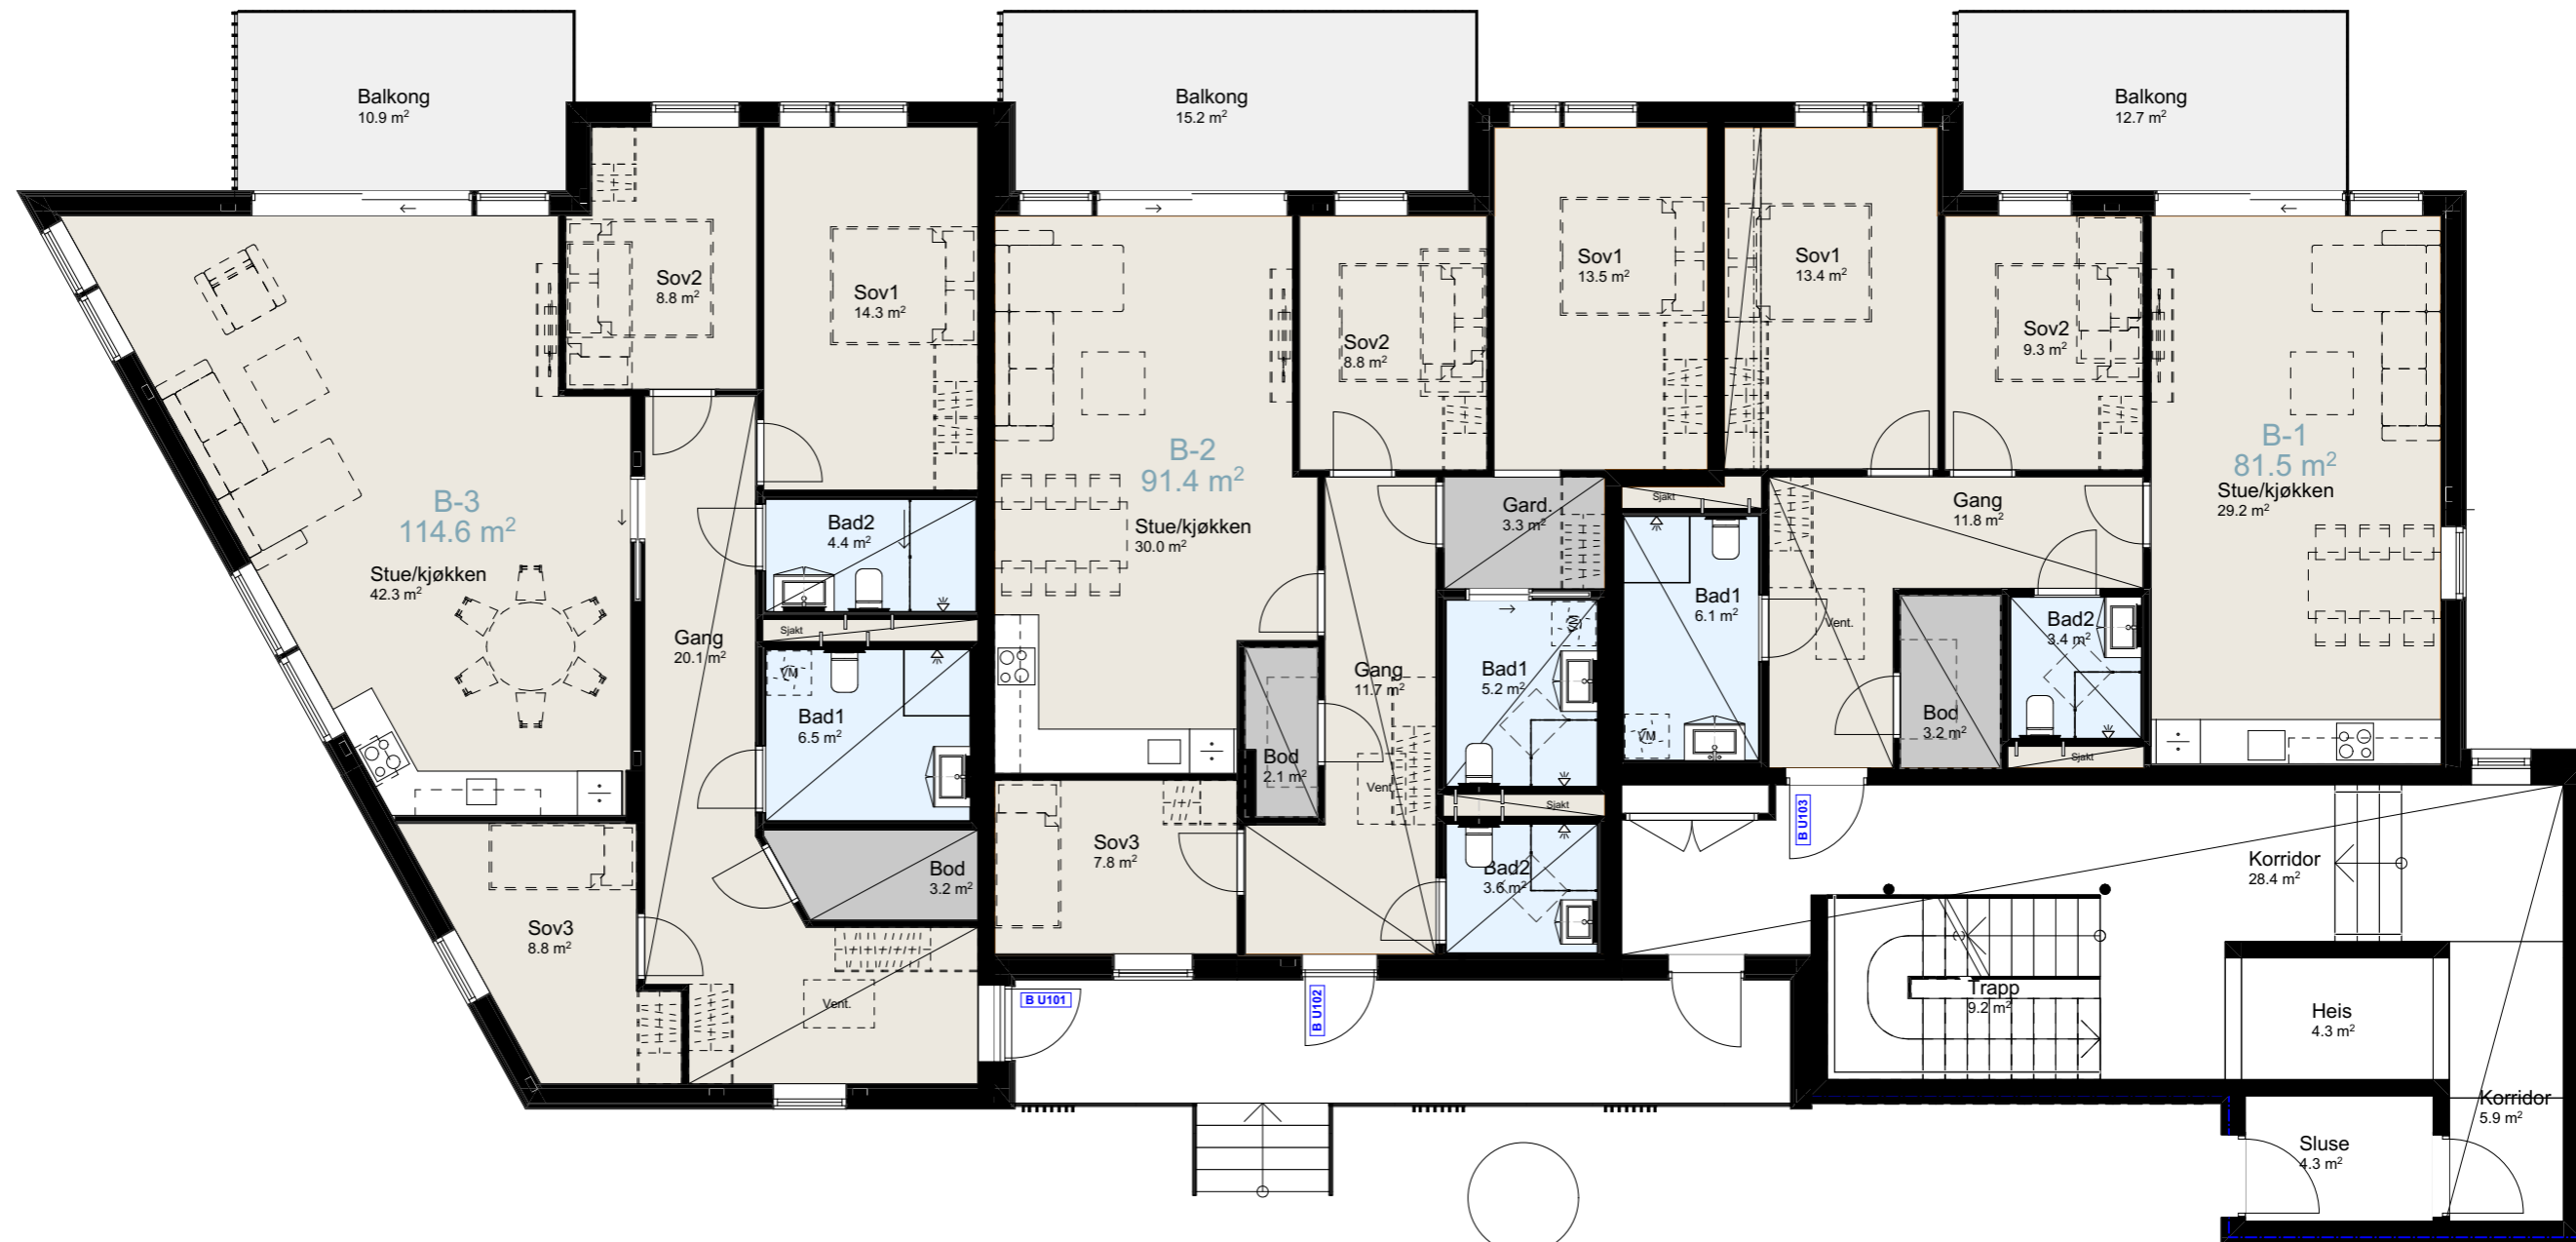 Balkong
10.9 m²
Balkong
15.2 m²
Balkong
12.7 m²
Sov2
8.8 m²
Sov1
14.3 m²
Sov2
8.8 m²
Sov1
13.5 m²
Sov1
13.4 m²
Sov2
9.3 m²
B-3
114.6 m²
Stue/kjøkken
42.3 m²
B-2
91.4 m²
Stue/kjøkken
30.0 m²
B-1
81.5 m²
Stue/kjøkken
29.2 m²
Bad2
4.4 m²
Sjakt
Gang
20.1 m²
VM
Bad1
6.5 m²
Bod
3.2 m²
Sov3
8.8 m²
Vent.
Gard.
3.3 m²
VM
Bad1
5.2 m²
Gang
11.7 m²
Bod
2.1 m²
Vent.
Sjakt
Sov3
7.8 m²
Bad2
3.6 m²
Sjakt
Bad1
6.1 m²
VM
Gang
11.8 m²
Vent.
Bod
3.2 m²
Bad2
3.4 m²
Sjakt
B U101
B U102
B U103
Korridor
28.4 m²
Trapp
9.2 m²
Heis
4.3 m²
Korridor
5.9 m²
Sluse
4.3 m²